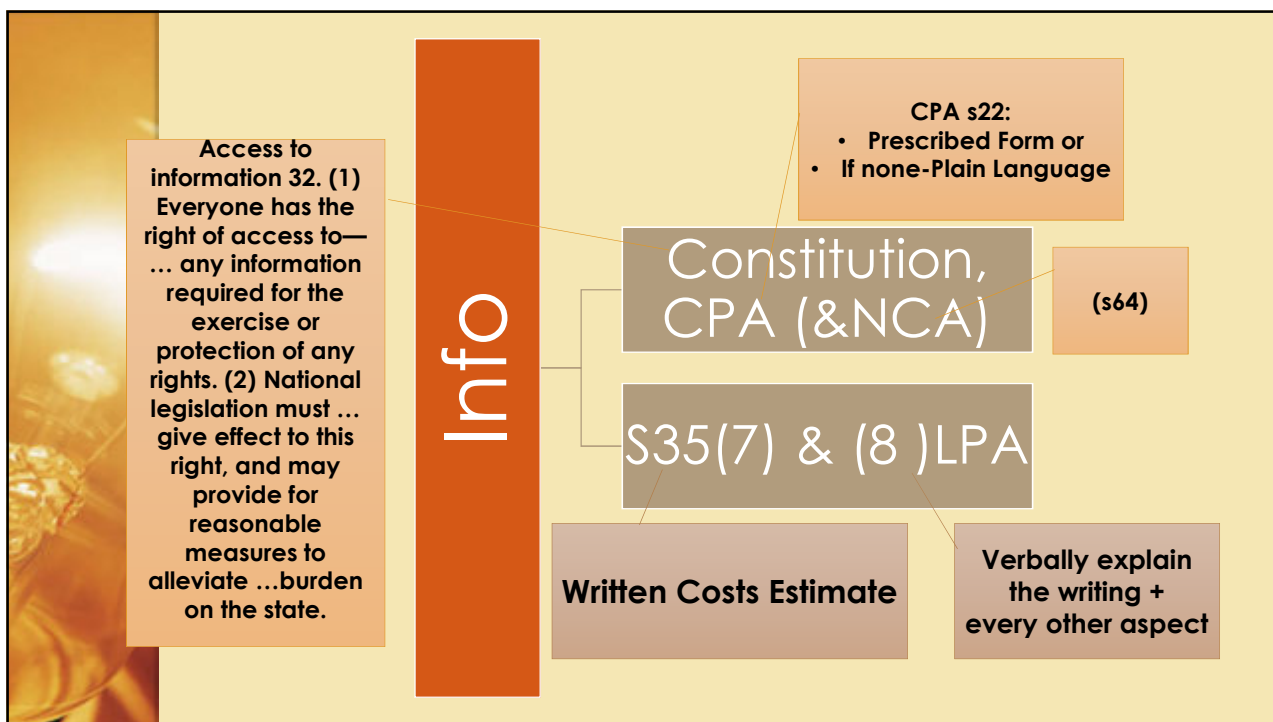 Access to
information 32. (1)
Everyone has the
right of access to—
… any information
required for the
exercise or
protection of any
rights. (2) National
legislation must …
give effect to this
right, and may
provide for
reasonable
measures to
alleviate …burden
on the state.
Info
CPA s22:
• Prescribed Form or
• If none-Plain Language
Constitution,
CPA (&NCA)
(s64)
S35(7) & (8 )LPA
Written Costs Estimate
Verbally explain
the writing +
every other aspect